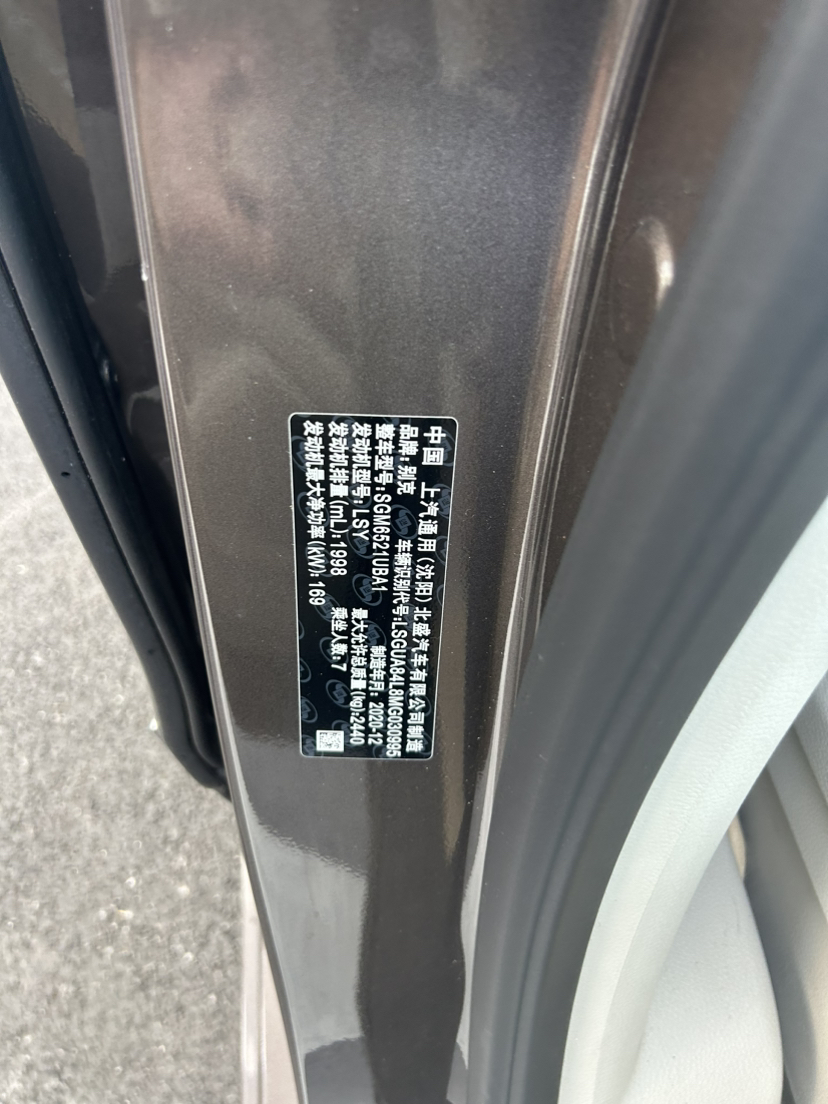 中国 上汽通用(沈阳)北盛汽车有限公司制造
品牌:别克 车辆识别代号:LSGUA84L8MG030995
整车型号:SGM6521UBA1 制造年月:2020-12
发动机型号:LSY 最大允许总质量(kg):2440
发动机排量(mL):1998 乘坐人数:7
发动机最大净功率(kW):169